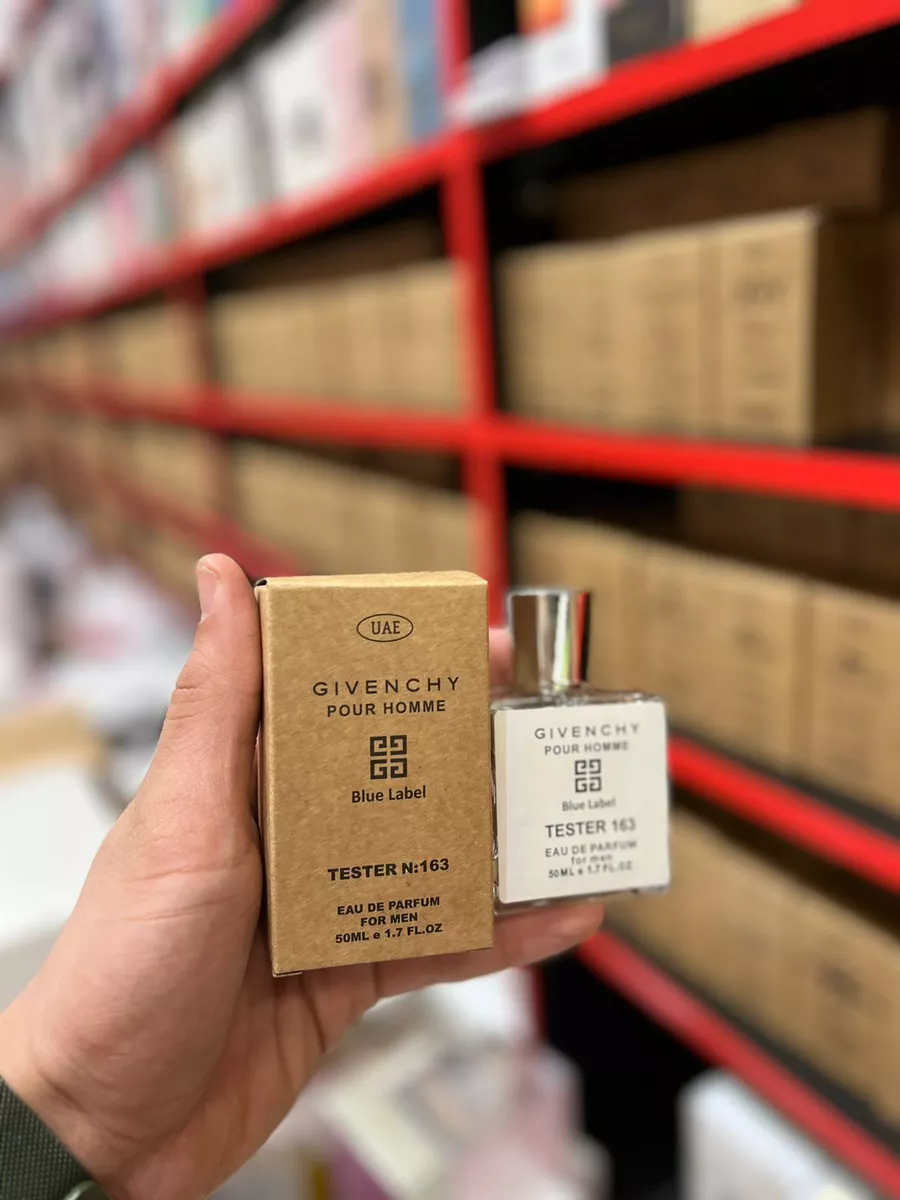 UAE
GIVENCHY
POUR HOMME
Blue Label
TESTER N:163
EAU DE PARFUM
FOR MEN
50ML e 1.7 FL.OZ
GIVENCHY
POUR HOMME
Blue Label
TESTER 163
EAU DE PARFUM
for men
50ML e 1.7 FL.OZ